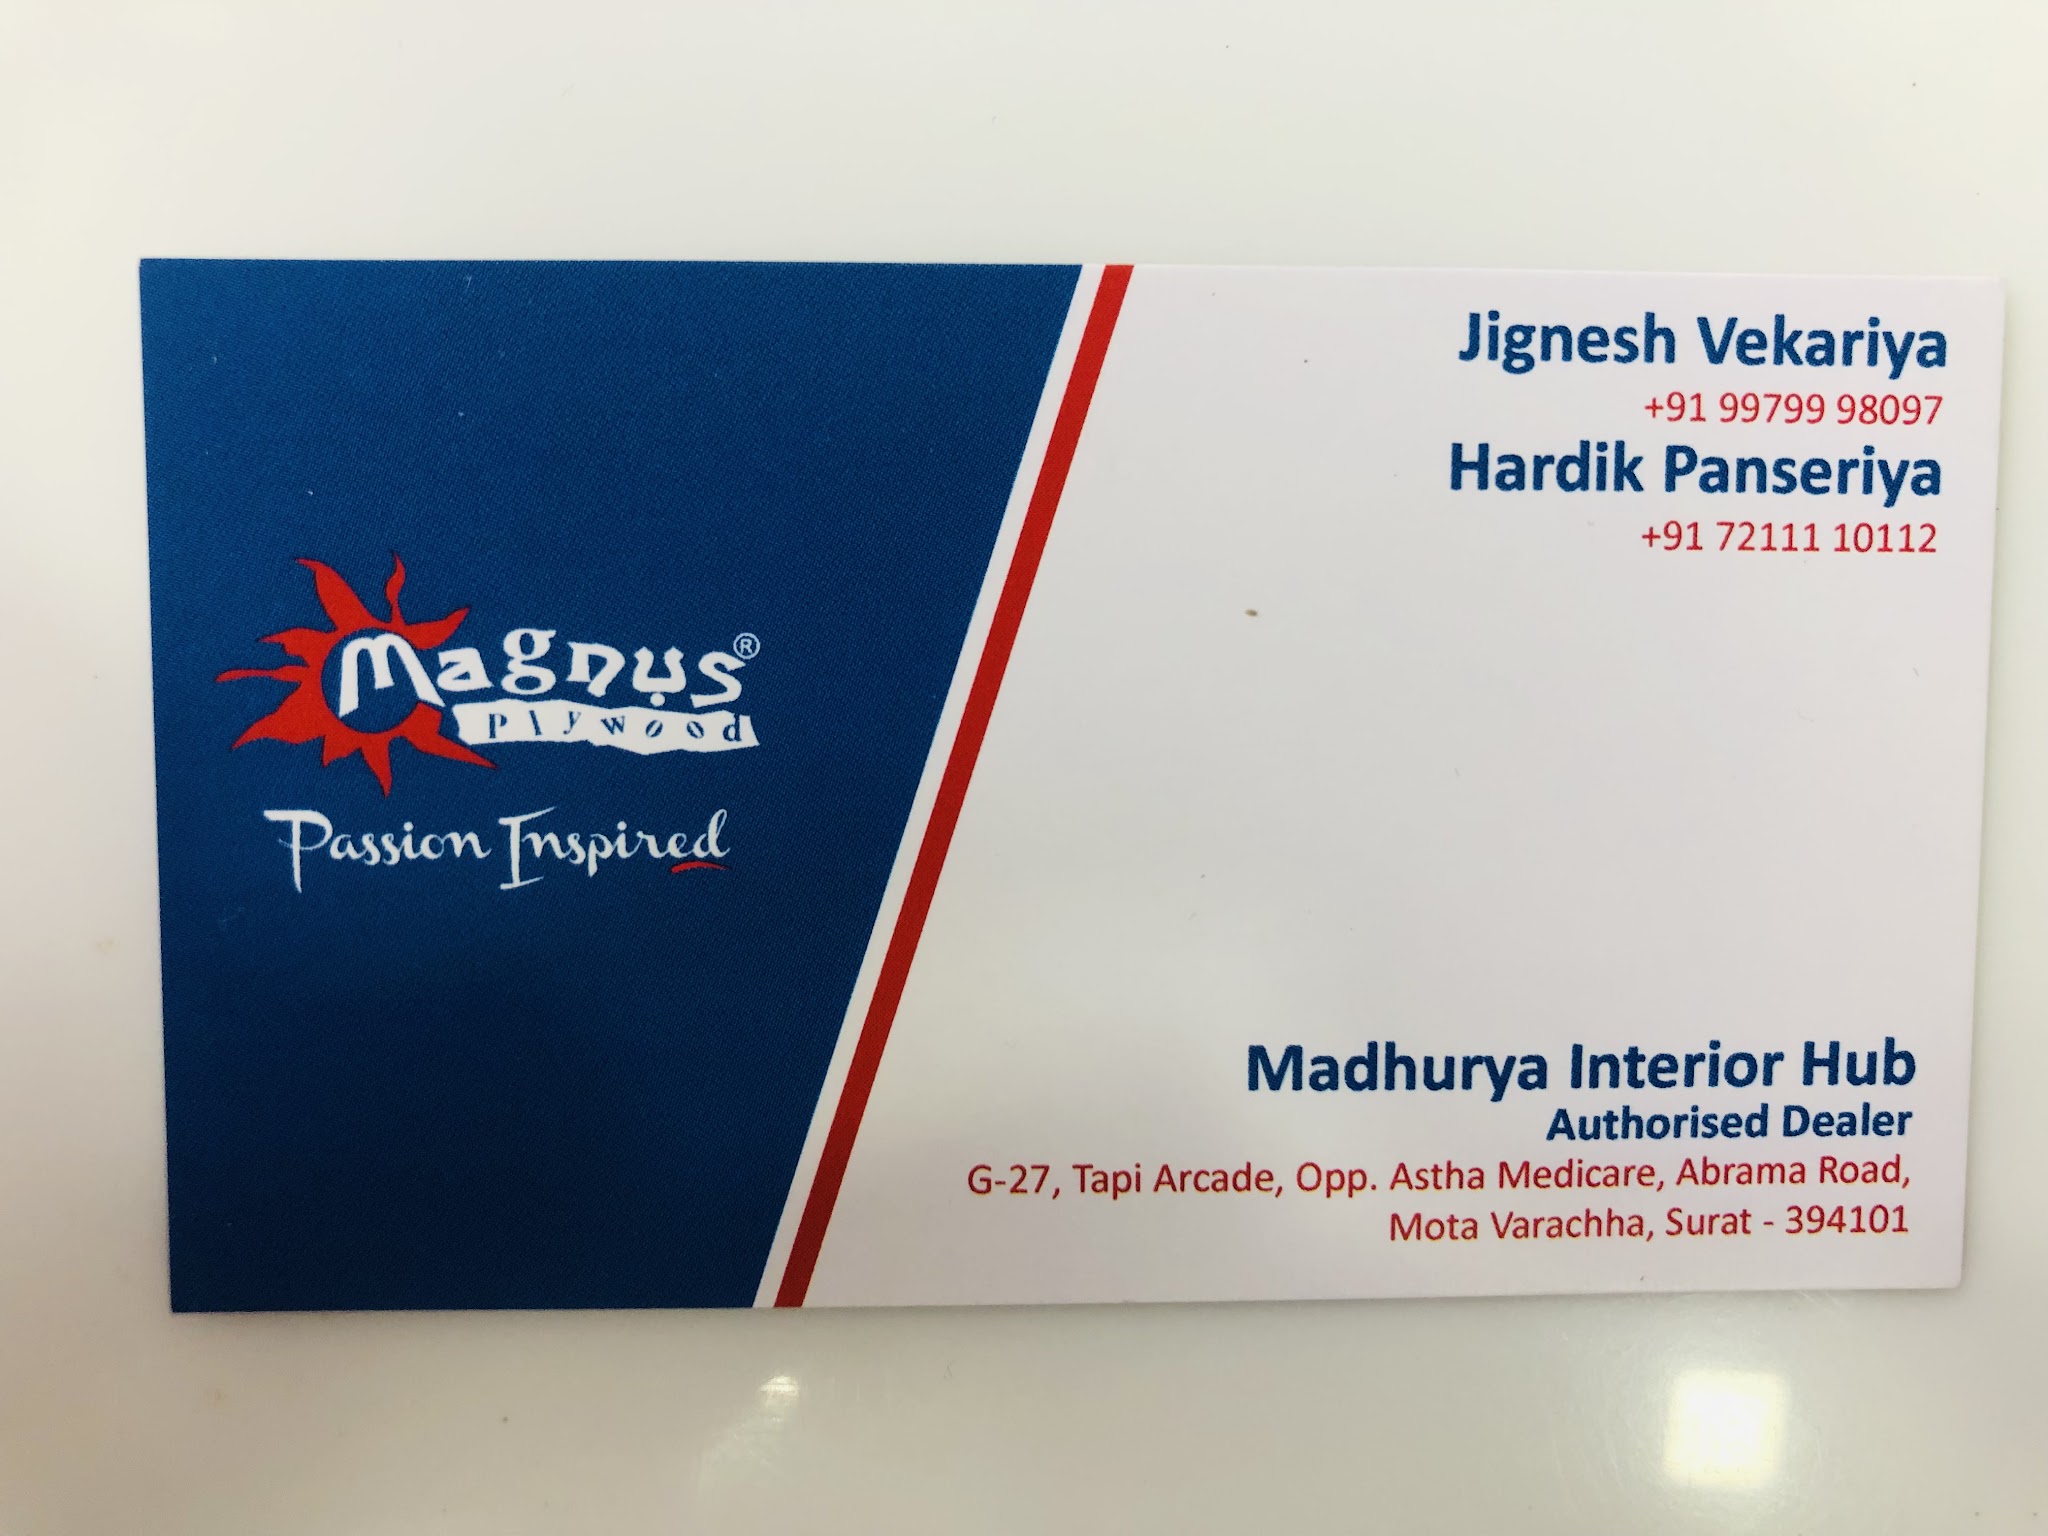 Magnus®
Plywood
Passion Inspired
Jignesh Vekariya
+91 99799 98097
Hardik Panseriya
+91 72111 10112
Madhurya Interior Hub
Authorised Dealer
G-27, Tapi Arcade, Opp. Astha Medicare, Abrama Road,
Mota Varachha, Surat - 394101